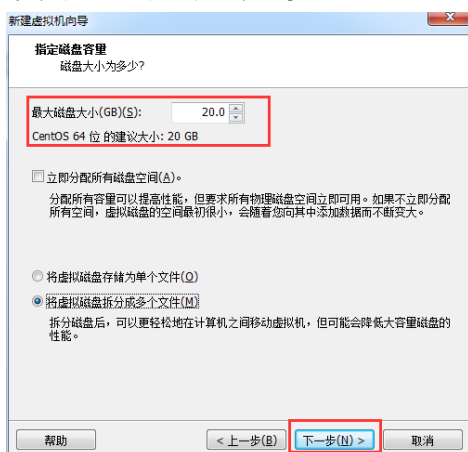 新建虚拟机向导
指定磁盘容量
磁盘大小为多少?
最大磁盘大小(GB)(S):
20.0
CentOS 64 位 的建议大小: 20 GB
立即分配所有磁盘空间(A)。
分配所有容量可以提高性能，但要求所有物理磁盘空间立即可用。如果不立即分配
所有空间，虚拟磁盘的空间最初很小，会随着您向其中添加数据而不断变大。
将虚拟磁盘存储为单个文件(O)
将虚拟磁盘拆分成多个文件(M)
拆分磁盘后，可以更轻松地在计算机之间移动虚拟机，但可能会降低大容量磁盘的
性能。
帮助
< 上一步(B)
下一步(N) >
取消